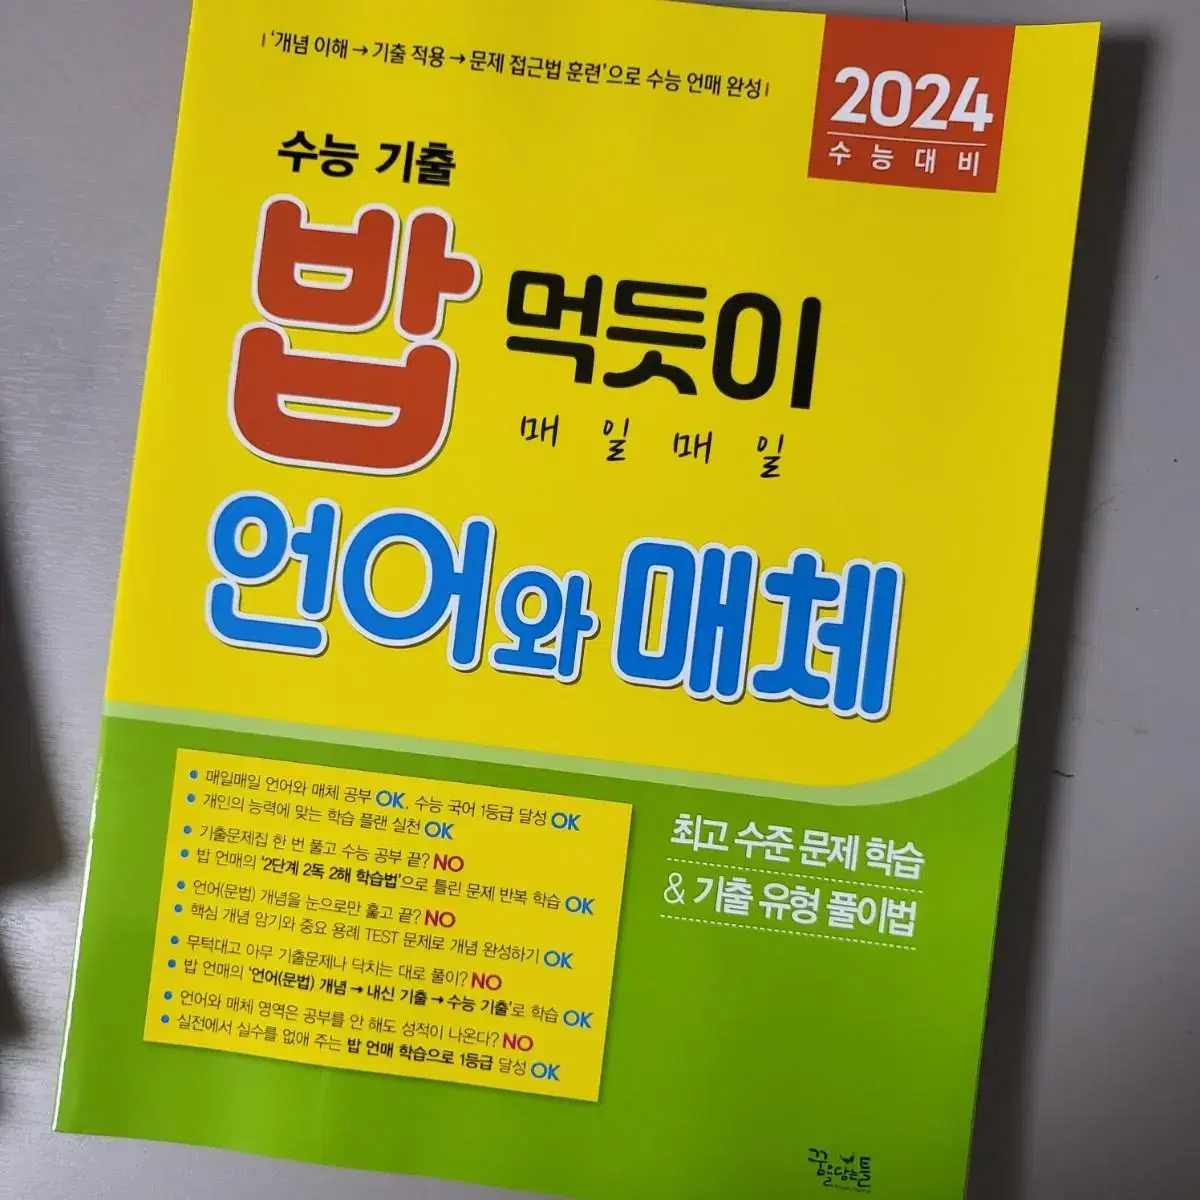 '개념 이해 → 기출 적용 → 문제 접근법 훈련'으로 수능 언매 완성
2024
수능대비
수능 기출
밥 먹듯이
매일매일
언어와 매체
• 매일매일 언어와 매체 공부 OK, 수능 국어 1등급 달성 OK
• 개인의 능력에 맞는 학습 플랜 실천 OK
• 기출문제집 한 번 풀고 수능 공부 끝? NO
• 밥 언매의 '2단계 2독 2해 학습법'으로 틀린 문제 반복 학습 OK
• 언어(문법) 개념을 눈으로만 훑고 끝? NO
• 핵심 개념 암기와 중요 용례 TEST 문제로 개념 완성하기 OK
• 무턱대고 아무 기출문제나 닥치는 대로 풀이? NO
• 밥 언매의 '언어(문법) 개념 → 내신 기출 → 수능 기출'로 학습 OK
• 언어와 매체 영역은 공부를 안 해도 성적이 나온다? NO
• 실전에서 실수를 없애 주는 밥 언매 학습으로 1등급 달성 OK
최고 수준 문제 학습
& 기출 유형 풀이법
꿈을담는틀